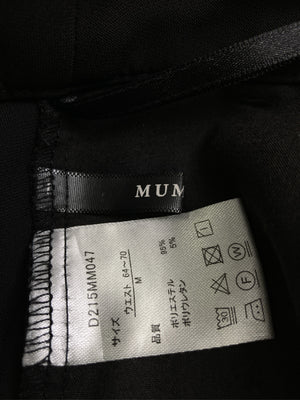 MUM
D215MM047
サイズ
ウエスト 64~70
M
品質
ポリエステル 95%
ポリウレタン 5%